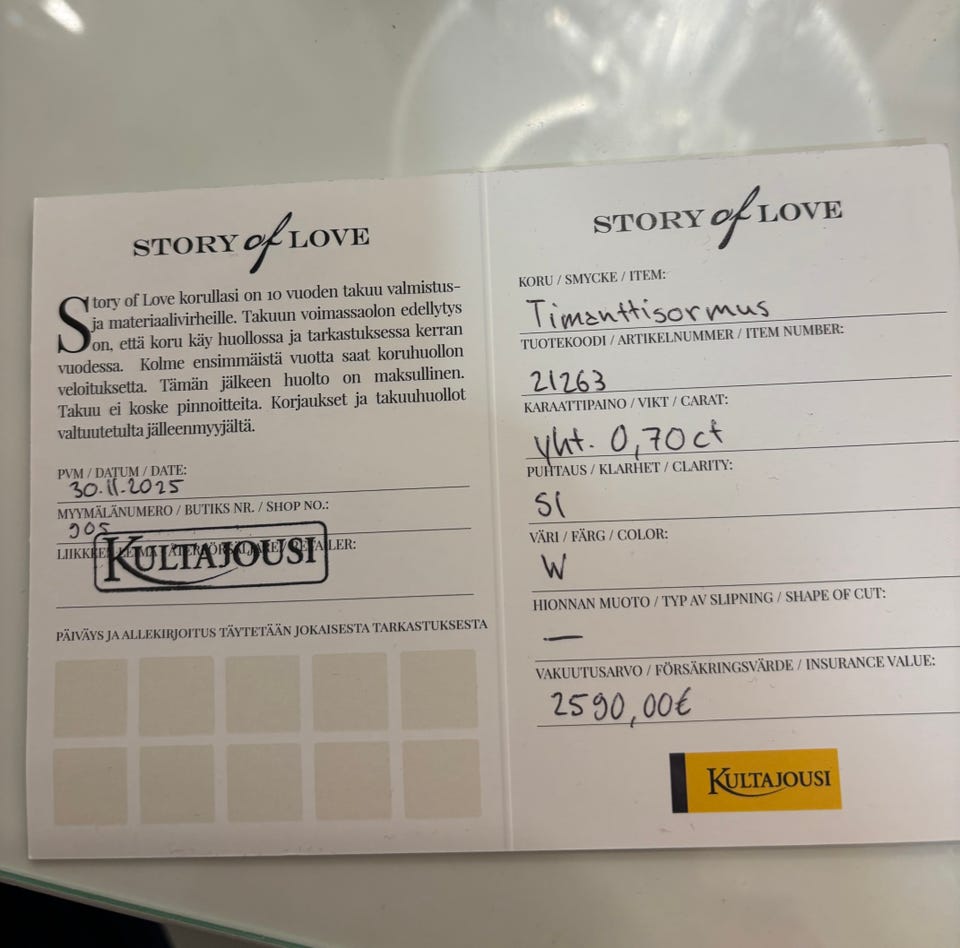 STORY of LOVE
Story of Love korullasi on 10 vuoden takuu valmistus-
ja materiaalivirheille. Takuun voimassaolon edellytys
on, että koru käy huollossa ja tarkastuksessa kerran
vuodessa. Kolme ensimmäistä vuotta saat koruhuollon
veloituksetta. Tämän jälkeen huolto on maksullinen.
Takuu ei koske pinnoitteita. Korjaukset ja takuuhuollot
valtuutetulta jälleenmyyjältä.
PVM / DATUM / DATE:
30.11.2025
MYYMÄLÄNUMERO / BUTIKS NR. / SHOP NO.:
905
LIIKKEEN LEIMA / ÅTERFÖRSÄLJARE / RETAILER:
KULTAJOUSI
PÄIVÄYS JA ALLEKIRJOITUS TÄYTETÄÄN JOKAISESTA TARKASTUKSESTA
STORY of LOVE
KORU / SMYCKE / ITEM:
Timanttisormus
TUOTEKOODI / ARTIKELNUMMER / ITEM NUMBER:
21263
KARAATTIPAINO / VIKT / CARAT:
yht. 0,70ct
PUHTAUS / KLARHET / CLARITY:
SI
VÄRI / FÄRG / COLOR:
W
HIONNAN MUOTO / TYP AV SLIPNING / SHAPE OF CUT:
—
VAKUUTUSARVO / FÖRSÄKRINGSVÄRDE / INSURANCE VALUE:
2590,00€
KULTAJOUSI